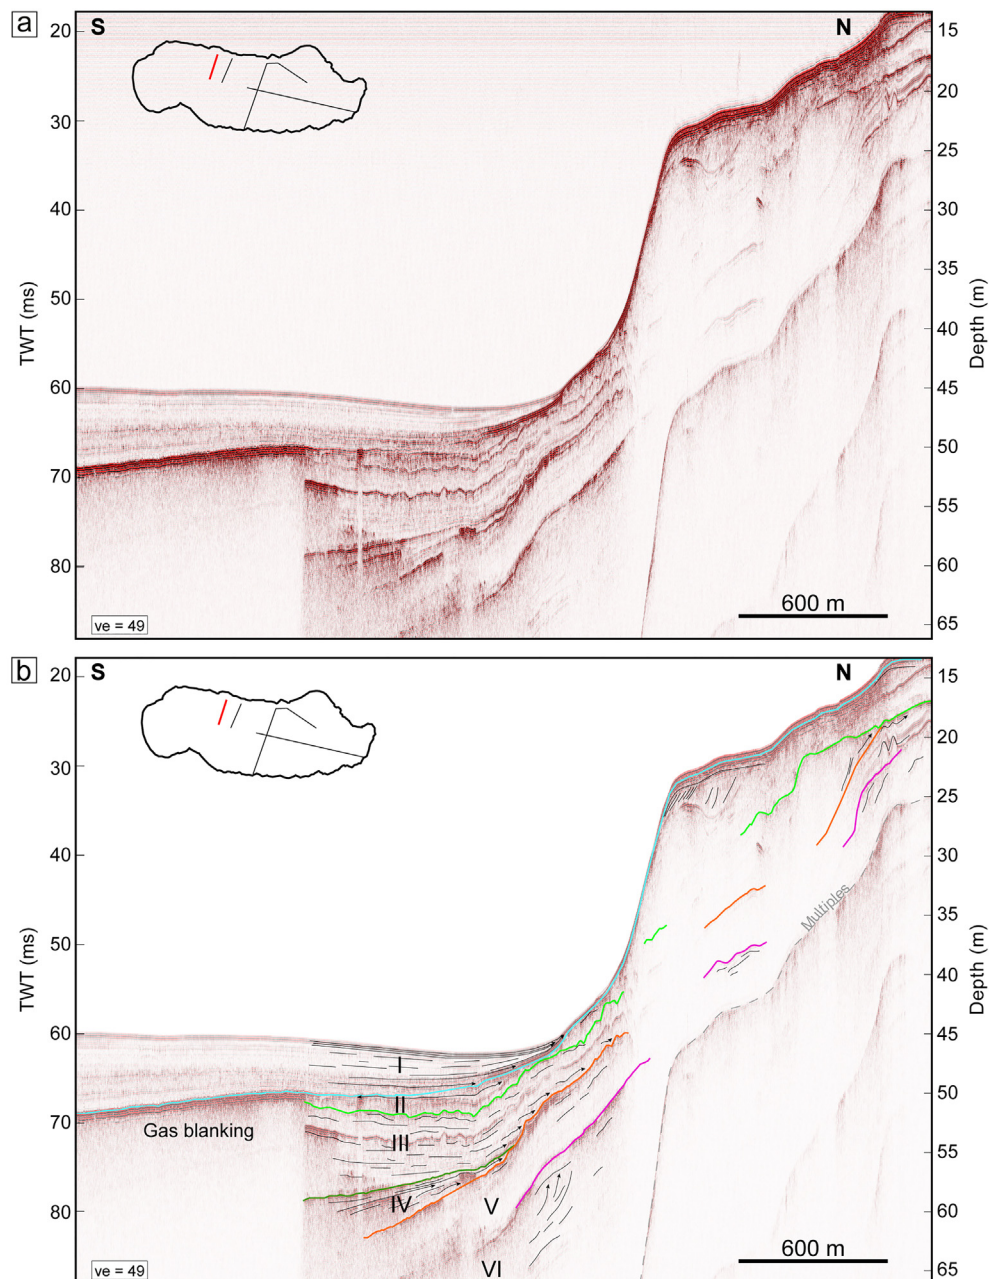 a
S
N
20
30
40
50
60
70
80
TWT (ms)
15
20
25
30
35
40
45
50
55
60
65
Depth (m)
600 m
ve = 49
b
S
N
20
30
40
50
60
70
80
TWT (ms)
15
20
25
30
35
40
45
50
55
60
65
Depth (m)
Multiples
I
II
III
IV
V
VI
Gas blanking
600 m
ve = 49